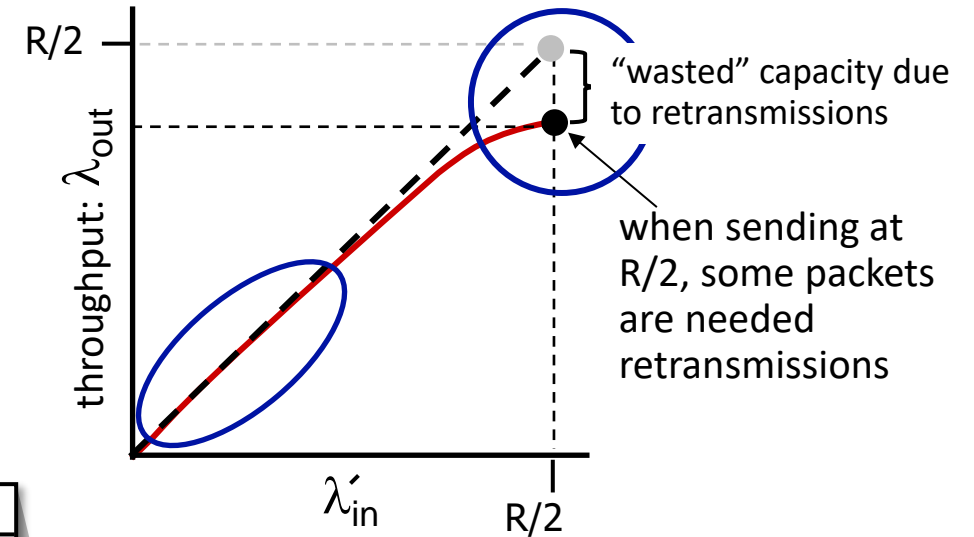 R/2
“wasted” capacity due
to retransmissions
throughput: λout
when sending at
R/2, some packets
are needed
retransmissions
λ′in
R/2